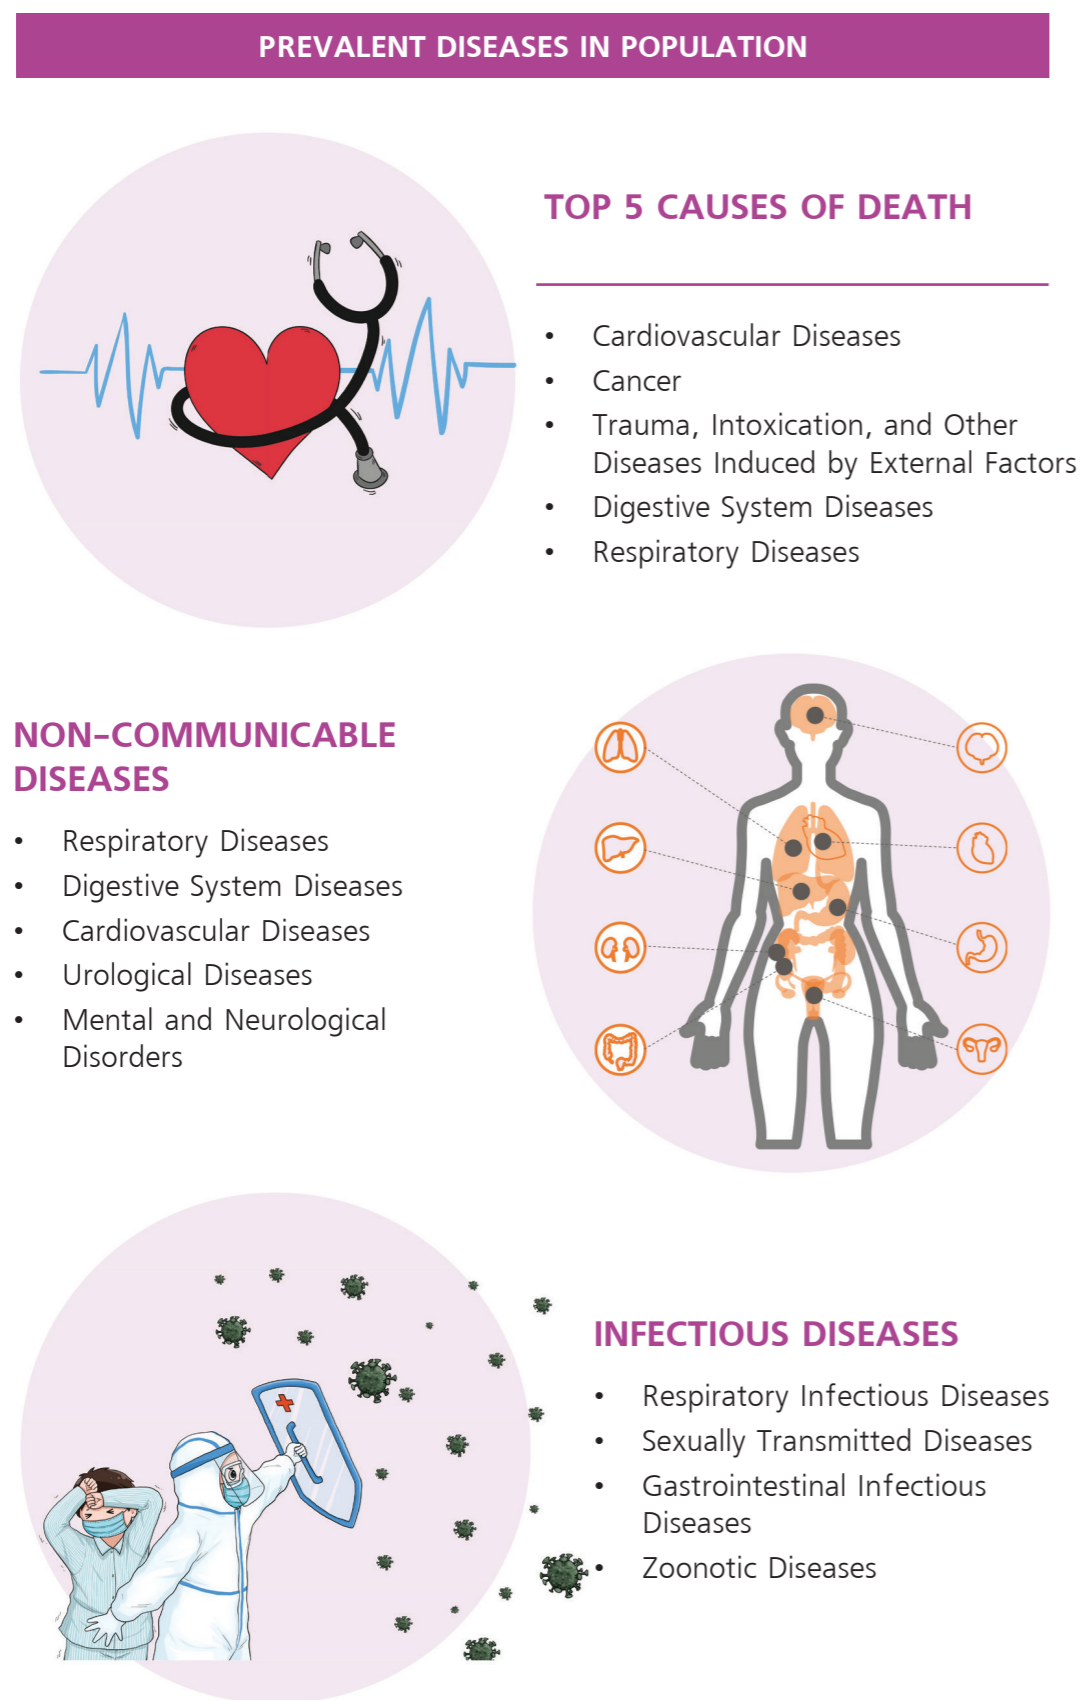 PREVALENT DISEASES IN POPULATION
TOP 5 CAUSES OF DEATH
• Cardiovascular Diseases
• Cancer
• Trauma, Intoxication, and Other
Diseases Induced by External Factors
• Digestive System Diseases
• Respiratory Diseases
NON-COMMUNICABLE
DISEASES
• Respiratory Diseases
• Digestive System Diseases
• Cardiovascular Diseases
• Urological Diseases
• Mental and Neurological
Disorders
INFECTIOUS DISEASES
• Respiratory Infectious Diseases
• Sexually Transmitted Diseases
• Gastrointestinal Infectious
Diseases
• Zoonotic Diseases